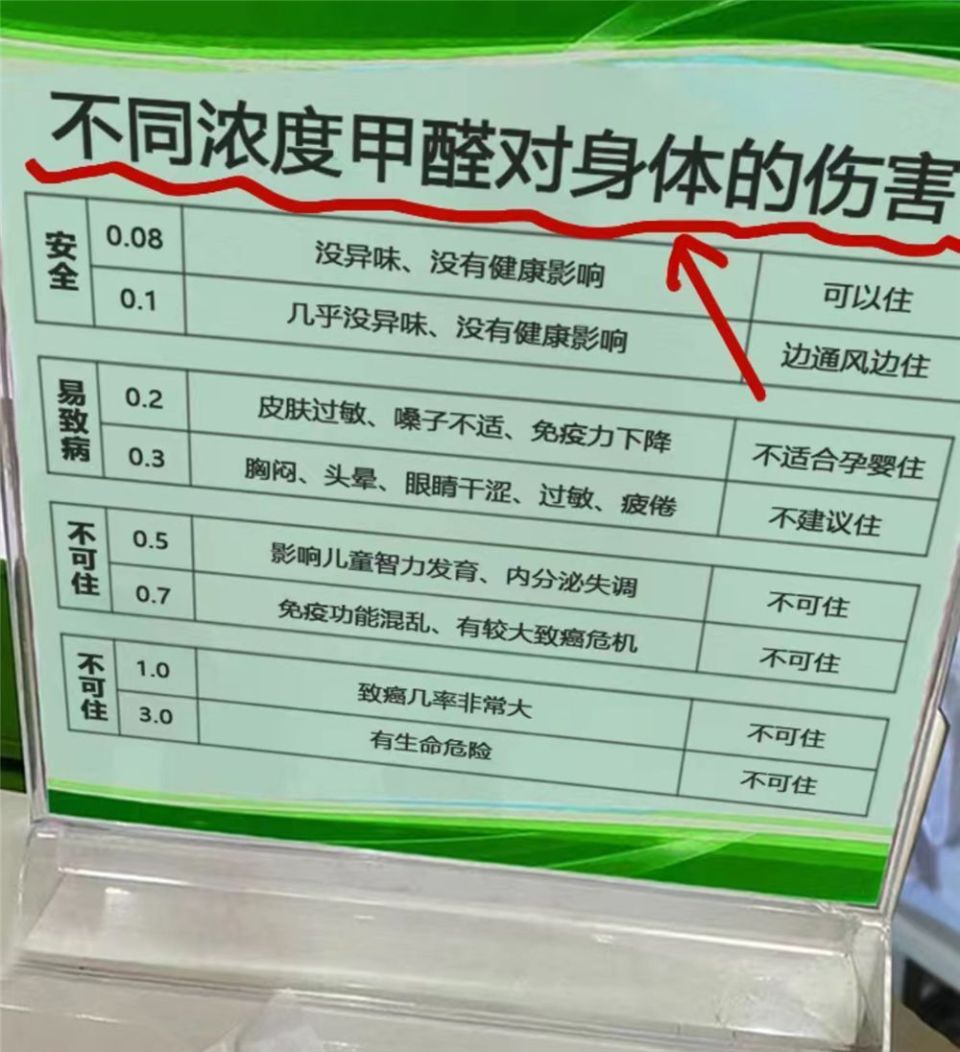 不同浓度甲醛对身体的伤害
安全 0.08 没异味、没有健康影响 可以住
0.1 几乎没异味、没有健康影响 边通风边住
易致病 0.2 皮肤过敏、嗓子不适、免疫力下降 不适合孕婴住
0.3 胸闷、头晕、眼睛干涩、过敏、疲倦 不建议住
不可住 0.5 影响儿童智力发育、内分泌失调 不可住
0.7 免疫功能混乱、有较大致癌危机 不可住
不可住 1.0 致癌几率非常大 不可住
3.0 有生命危险 不可住